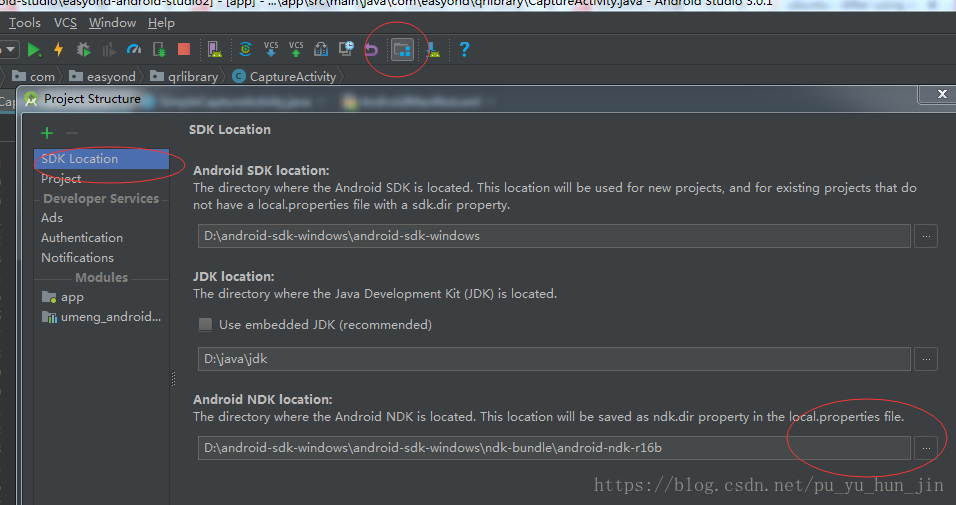 oid-studio\easyond-android-studio2] - [app] - ...\app\src\main\java\com\easyond\qrlibrary\CaptureActivity.java - Android Studio 3.0.1
Tools VCS Window Help
VCS VCS ?
com easyond qrlibrary CaptureActivity
Project Structure
SDK Location
SDK Location
Project
Developer Services
Ads
Authentication
Notifications
Modules
app
umeng_android...
Android SDK location:
The directory where the Android SDK is located. This location will be used for new projects, and for existing projects that do
not have a local.properties file with a sdk.dir property.
D:\android-sdk-windows\android-sdk-windows
...
JDK location:
The directory where the Java Development Kit (JDK) is located.
Use embedded JDK (recommended)
D:\java\jdk
...
Android NDK location:
The directory where the Android NDK is located. This location will be saved as ndk.dir property in the local.properties file.
D:\android-sdk-windows\android-sdk-windows\ndk-bundle\android-ndk-r16b
...
https://blog.csdn.net/pu_yu_hun_jin